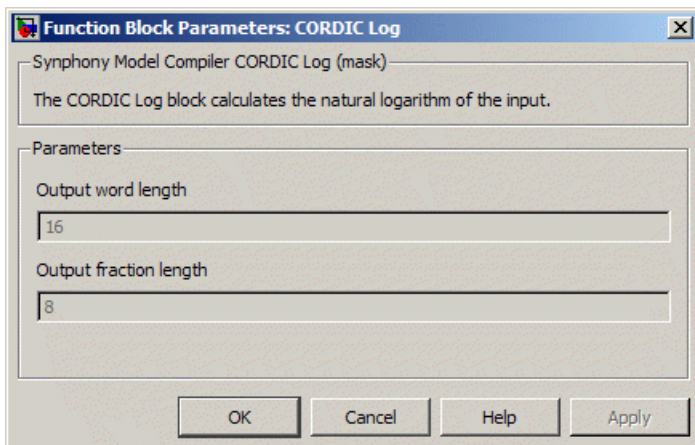 Function Block Parameters: CORDIC Log
Synphony Model Compiler CORDIC Log (mask)
The CORDIC Log block calculates the natural logarithm of the input.
Parameters
Output word length
16
Output fraction length
8
OK Cancel Help Apply